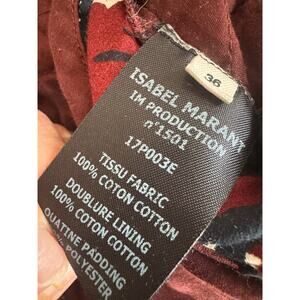 36
ISABEL MARANT
IM PRODUCTION
n°1501
17P003E
TISSU FABRIC
100% COTON COTTON
DOUBLURE LINING
100% COTON COTTON
OUATINE PADDING
% POLYESTER